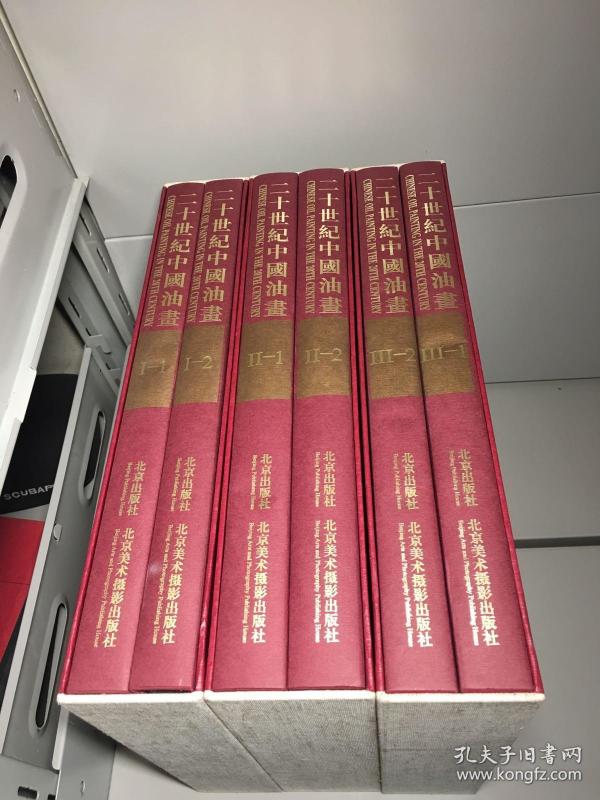 二十世紀中國油畫
CHINESE OIL PAINTING IN THE 20TH CENTURY
I-1
北京出版社
Beijing Publishing House
北京美术摄影出版社
Beijing Arts and Photography Publishing House
二十世紀中國油畫
CHINESE OIL PAINTING IN THE 20TH CENTURY
I-2
北京出版社
Beijing Publishing House
北京美术摄影出版社
Beijing Arts and Photography Publishing House
二十世紀中國油畫
CHINESE OIL PAINTING IN THE 20TH CENTURY
II-1
北京出版社
Beijing Publishing House
北京美术摄影出版社
Beijing Arts and Photography Publishing House
二十世紀中國油畫
CHINESE OIL PAINTING IN THE 20TH CENTURY
II-2
北京出版社
Beijing Publishing House
北京美术摄影出版社
Beijing Arts and Photography Publishing House
二十世紀中國油畫
CHINESE OIL PAINTING IN THE 20TH CENTURY
III-2
北京出版社
Beijing Publishing House
北京美术摄影出版社
Beijing Arts and Photography Publishing House
二十世紀中國油畫
CHINESE OIL PAINTING IN THE 20TH CENTURY
III-1
北京出版社
Beijing Publishing House
北京美术摄影出版社
Beijing Arts and Photography Publishing House
SCUBAP
孔夫子旧書网
www.kongfz.com